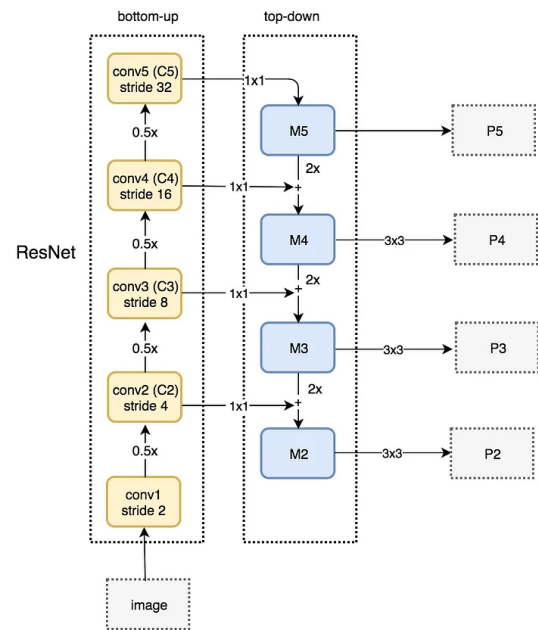 bottom-up
top-down
conv5 (C5)
stride 32
1x1
M5
P5
0.5x
2x
conv4 (C4)
stride 16
1x1
+
M4
3x3
P4
ResNet
0.5x
2x
conv3 (C3)
stride 8
1x1
+
M3
3x3
P3
0.5x
2x
conv2 (C2)
stride 4
1x1
+
M2
3x3
P2
0.5x
conv1
stride 2
image